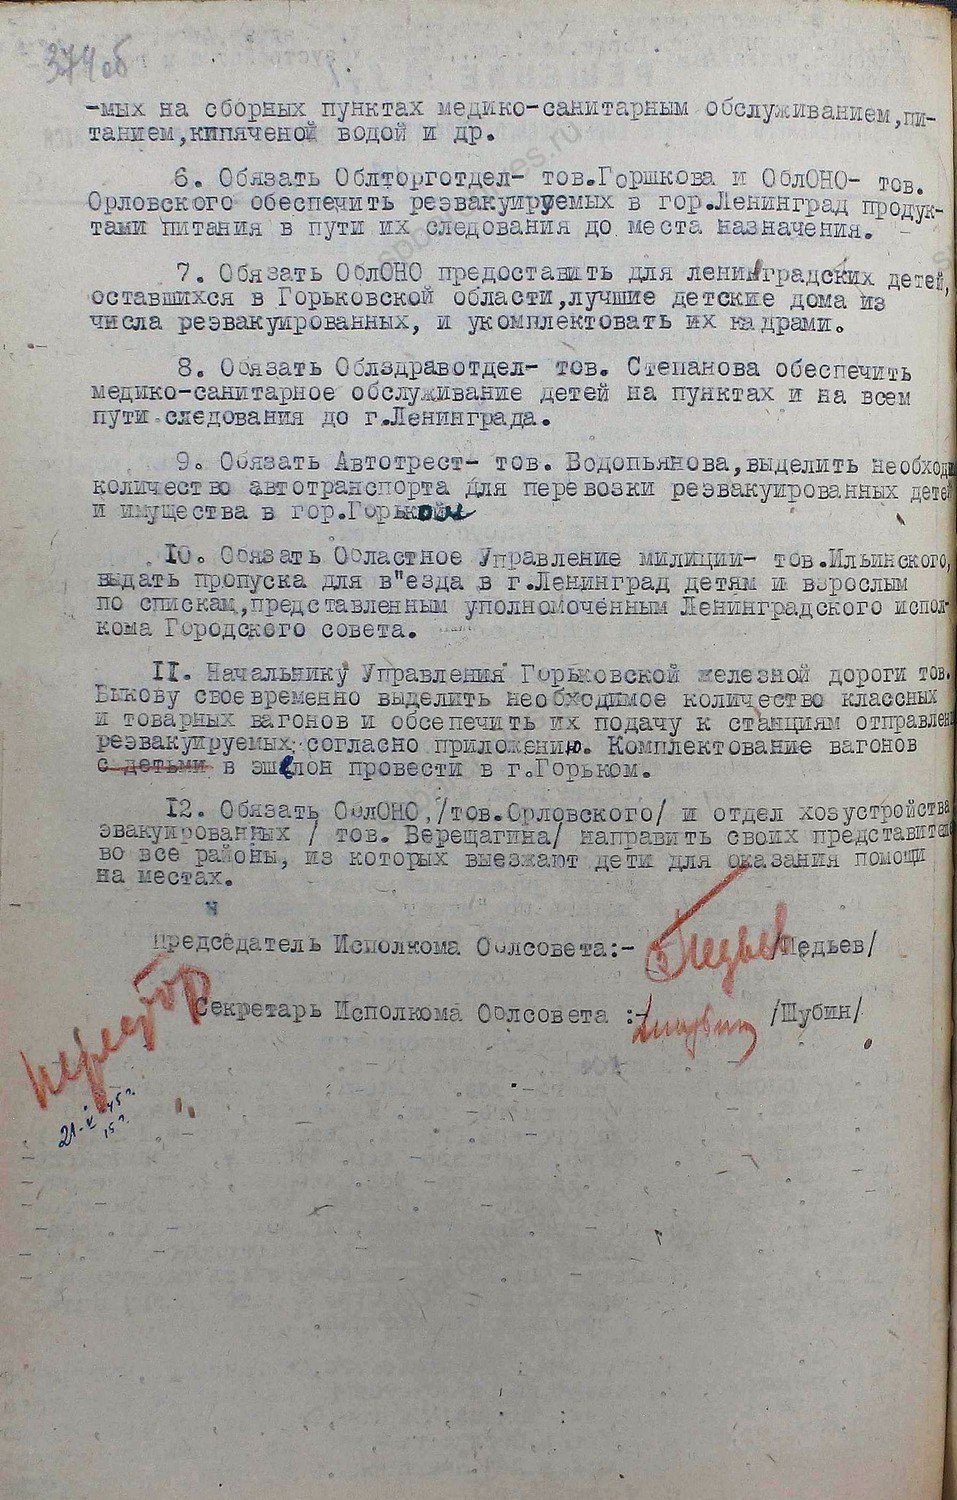 374об
-мых на сборных пунктах медико-санитарным обслуживанием,пи-
танием,кипяченой водой и др.
6. Обязать Облторготдел- тов.Горшкова и ОблОНО- тов.
Орловского обеспечить реэвакуируемых в гор.Ленинград продук-
тами питания в пути их следования до места назначения.
7. Обязать ОблОНО предоставить для ленинградских детей,
оставшихся в Горьковской области,лучшие детские дома из
числа реэвакуированных, и укомплектовать их кадрами.
8. Обязать Облздравотдел- тов. Степанова обеспечить
медико-санитарное обслуживание детей на пунктах и на всем
пути следования до г.Ленинграда.
9. Обязать Автотрест- тов. Водопьянова,выделить необход
количество автотранспорта для перевозки реэвакуированных детей
и имущества в гор.Горьком
10. Обязать Областное Управление милиции- тов.Ильинского,
выдать пропуска для в"езда в г.Ленинград детям и взрослым
по спискам,представленным уполномоченным Ленинградского испол-
кома Городского совета.
II. Начальнику Управления Горьковской железной дороги тов.
Быкову своевременно выделить необходимое количество классных
и товарных вагонов и обсепечить их подачу к станциям отправлен
реэвакуируемых, согласно приложению. Комплектование вагонов
с детьми в эшелон провести в г.Горьком.
12. Обязать ОблОНО,/тов.Орловского/ и отдел хозустройства
эвакуированных / тов. Верещагина/ направить своих представител
во все районы, из которых выезжают дети для оказания помощи
на местах.
Председатель Исполкома Облсовета:- /Педьев/
Секретарь Исполкома Облсовета :- /Шубин/
21-V 45 г.
15 г.